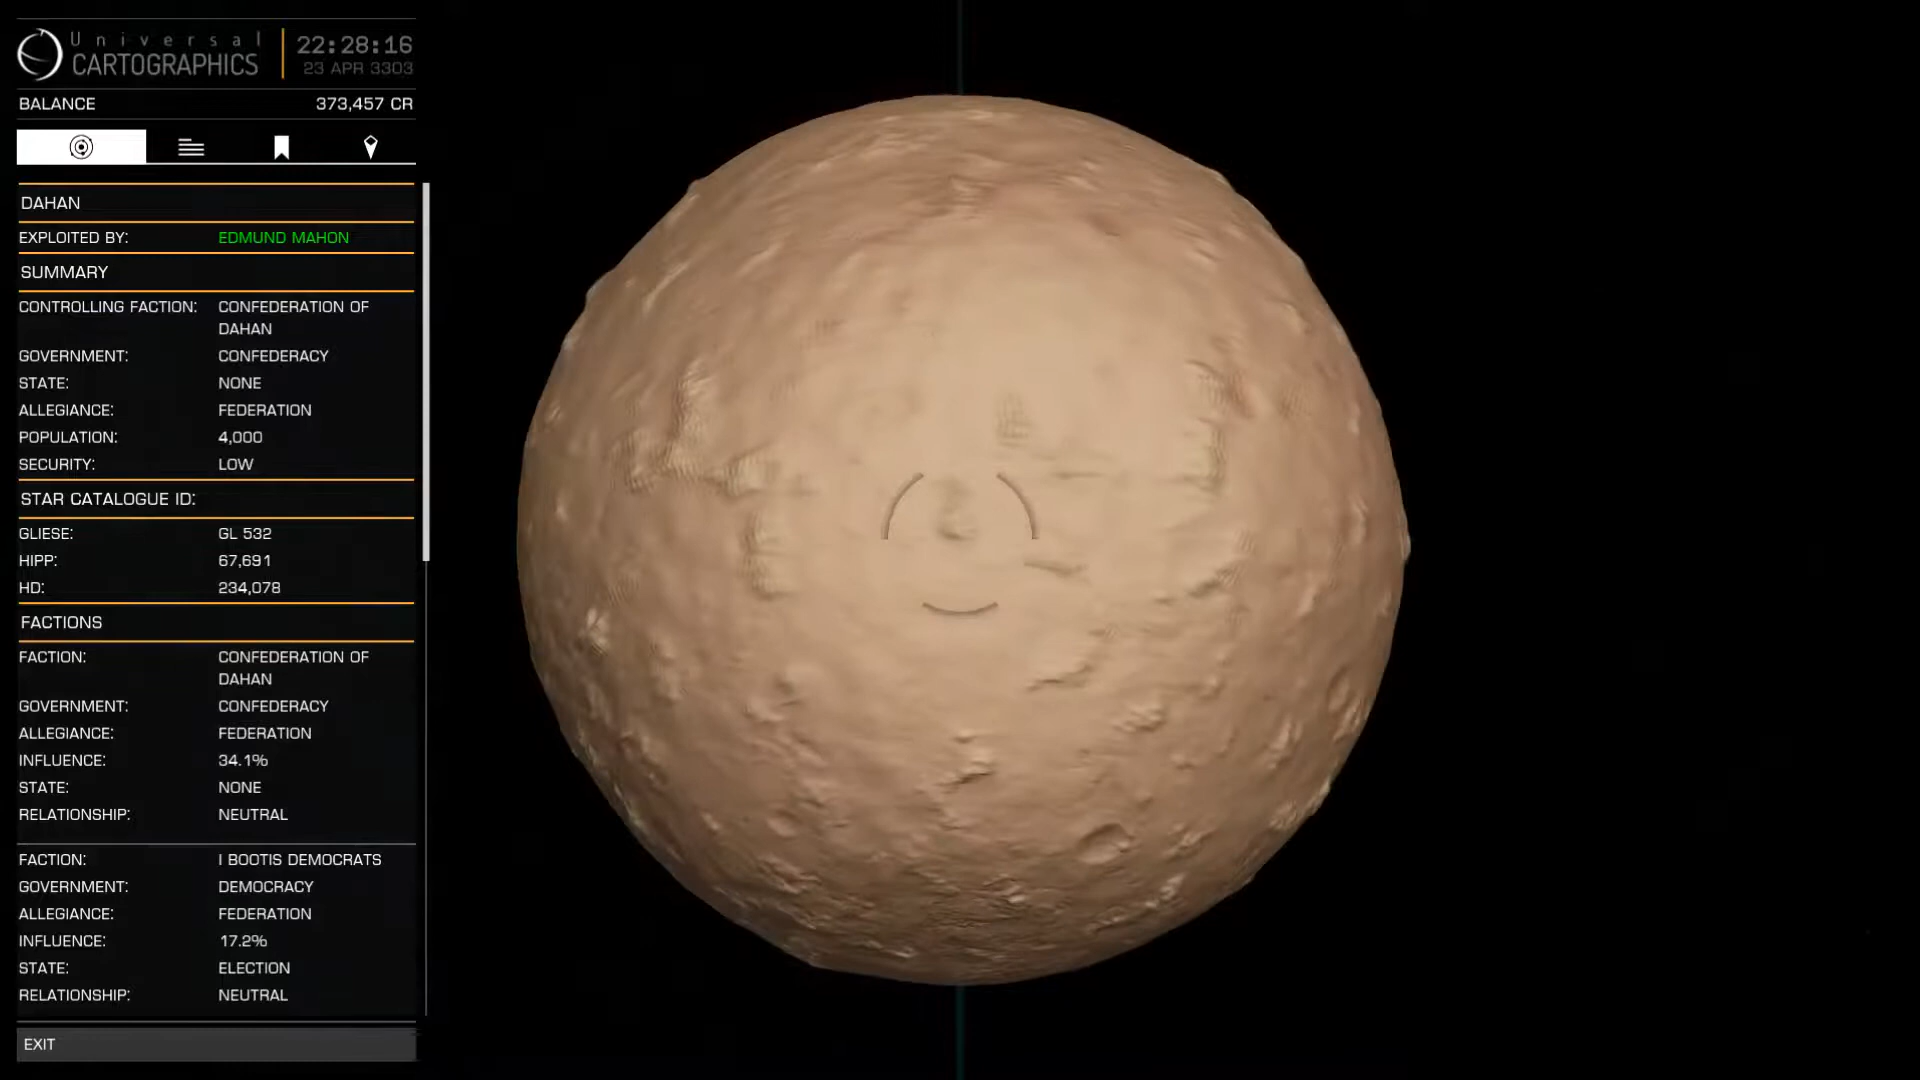 Universal
CARTOGRAPHICS
22:28:16
23 APR 3303
BALANCE 373,457 CR
DAHAN
EXPLOITED BY: EDMUND MAHON
SUMMARY
CONTROLLING FACTION: CONFEDERATION OF
DAHAN
GOVERNMENT: CONFEDERACY
STATE: NONE
ALLEGIANCE: FEDERATION
POPULATION: 4,000
SECURITY: LOW
STAR CATALOGUE ID:
GLIESE: GL 532
HIPP: 67,691
HD: 234,078
FACTIONS
FACTION: CONFEDERATION OF
DAHAN
GOVERNMENT: CONFEDERACY
ALLEGIANCE: FEDERATION
INFLUENCE: 34.1%
STATE: NONE
RELATIONSHIP: NEUTRAL
FACTION: I BOOTIS DEMOCRATS
GOVERNMENT: DEMOCRACY
ALLEGIANCE: FEDERATION
INFLUENCE: 17.2%
STATE: ELECTION
RELATIONSHIP: NEUTRAL
EXIT